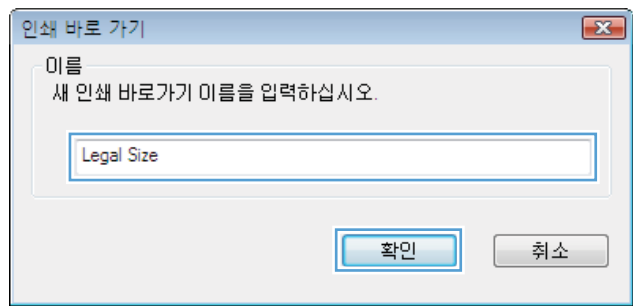 인쇄 바로 가기
이름
새 인쇄 바로가기 이름을 입력하십시오.
Legal Size
확인
취소